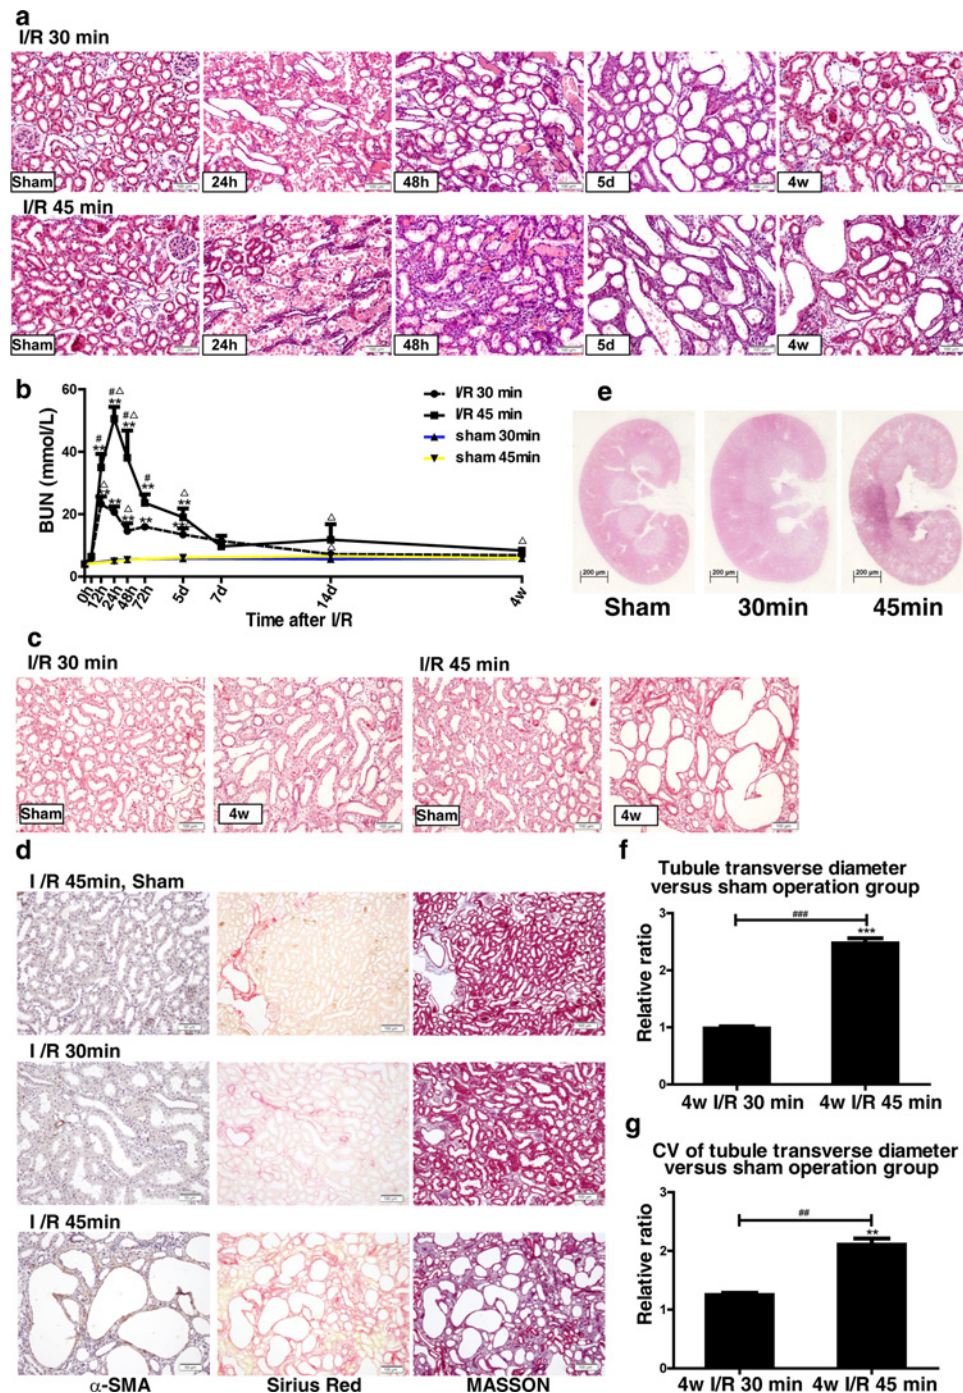 a
I/R 30 min
Sham
24h
48h
5d
4w
I/R 45 min
Sham
24h
48h
5d
4w
b
BUN (mmol/L)
60
40
20
0
#△
**
#
**
#△
**
△
**
**
△
**
#
**
**
△
**
**
△
△
△
I/R 30 min
I/R 45 min
sham 30min
sham 45min
0h
12h
24h
48h
72h
5d
7d
14d
4w
Time after I/R
e
200 µm
200 µm
200 µm
Sham
30min
45min
c
I/R 30 min
I/R 45 min
Sham
4w
Sham
4w
d
I /R 45min, Sham
I /R 30min
I /R 45min
α-SMA
Sirius Red
MASSON
f
Tubule transverse diameter
versus sham operation group
Relative ratio
3
2
1
0
###
***
4w I/R 30 min
4w I/R 45 min
g
CV of tubule transverse diameter
versus sham operation group
Relative ratio
3
2
1
0
##
**
4w I/R 30 min
4w I/R 45 min